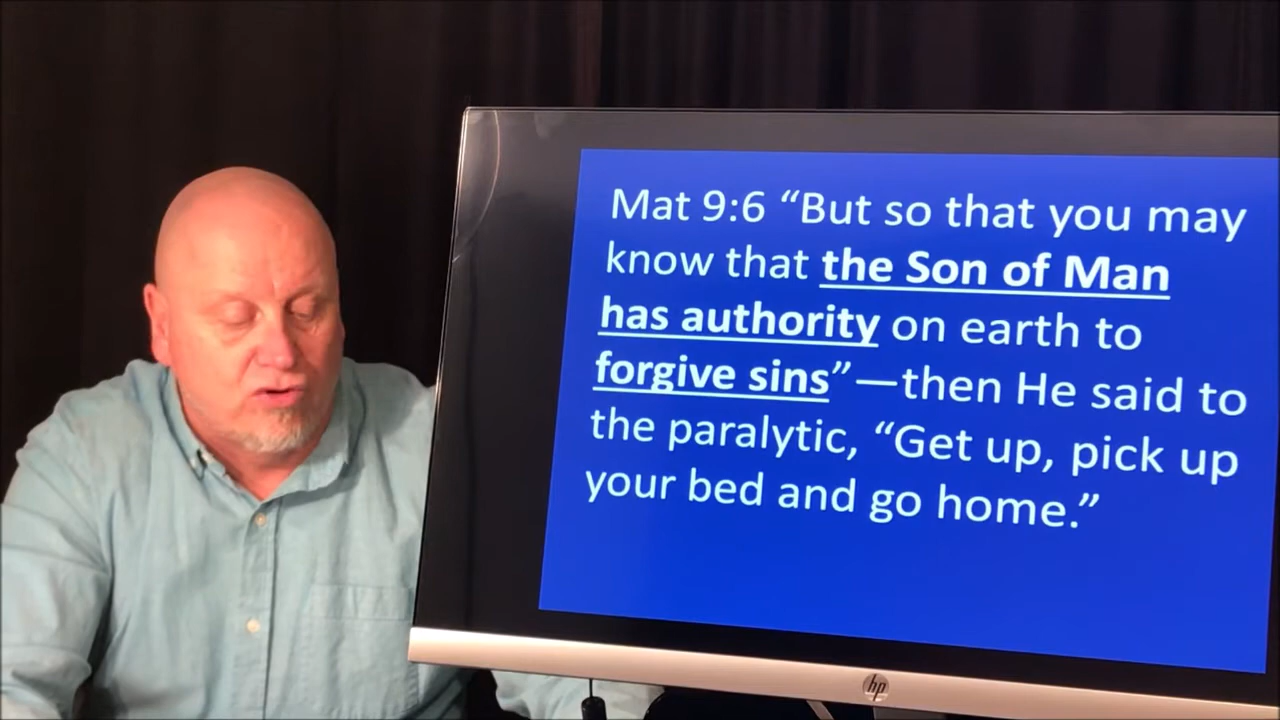 Mat 9:6 “But so that you may
know that the Son of Man
has authority on earth to
forgive sins”—then He said to
the paralytic, “Get up, pick up
your bed and go home.”
hp